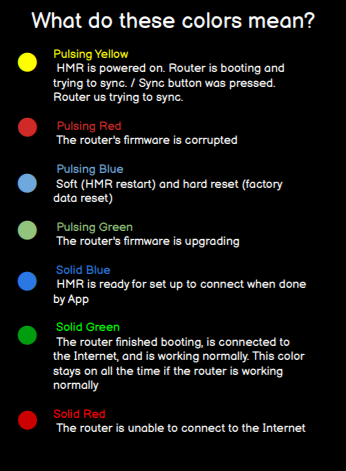 What do these colors mean?
Pulsing Yellow
HMR is powered on. Router is booting and
trying to sync. / Sync button was pressed.
Router us trying to sync.
Pulsing Red
The router's firmware is corrupted
Pulsing Blue
Soft (HMR restart) and hard reset (factory
data reset)
Pulsing Green
The router's firmware is upgrading
Solid Blue
HMR is ready for set up to connect when done
by App
Solid Green
The router finished booting, is connected to
the Internet, and is working normally. This color
stays on all the time if the router is working
normally
Solid Red
The router is unable to connect to the Internet